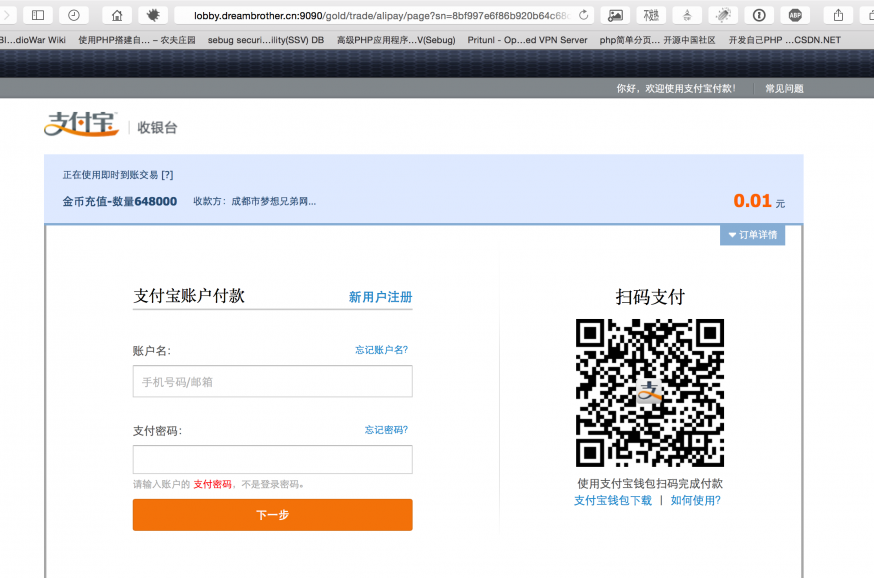 lobby.dreambrother.cn:9090/gold/trade/alipay/page?sn=8bf997e6f86b920b64c68
BI...dioWar Wiki 使用PHP搭建自... – 农夫庄园 sebug securi...ility(SSV) DB 高级PHP应用程序...V(Sebug) Pritunl - Op...ed VPN Server php简单分页... 开源中国社区 开发自己PHP ...CSDN.NET
你好，欢迎使用支付宝付款！ 常见问题
支付宝 收银台
正在使用即时到账交易 [?]
金币充值-数量648000 收款方：成都市梦想兄弟网... 0.01 元
订单详情
支付宝账户付款 新用户注册
扫码支付
账户名： 忘记账户名?
手机号码/邮箱
支付密码： 忘记密码?
请输入账户的 支付密码，不是登录密码。
下一步
使用支付宝钱包扫码完成付款
支付宝钱包下载 | 如何使用?